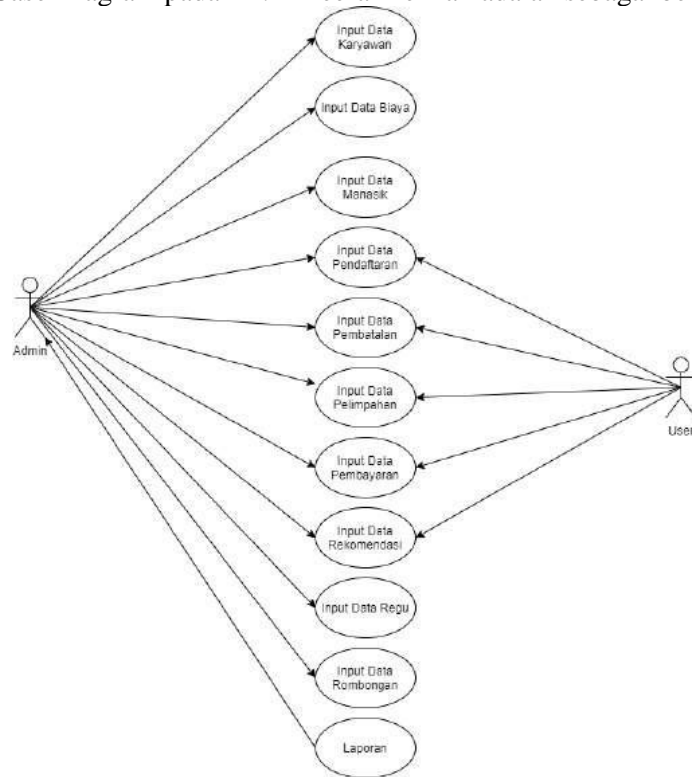 Input Data
Karyawan
Input Data Biaya
Input Data
Manasik
Input Data
Pendaftaran
Input Data
Pembatalan
Admin
Input Data
Pelimpahan
User
Input Data
Pembayaran
Input Data
Rekomendasi
Input Data Regu
Input Data
Rombongan
Laporan